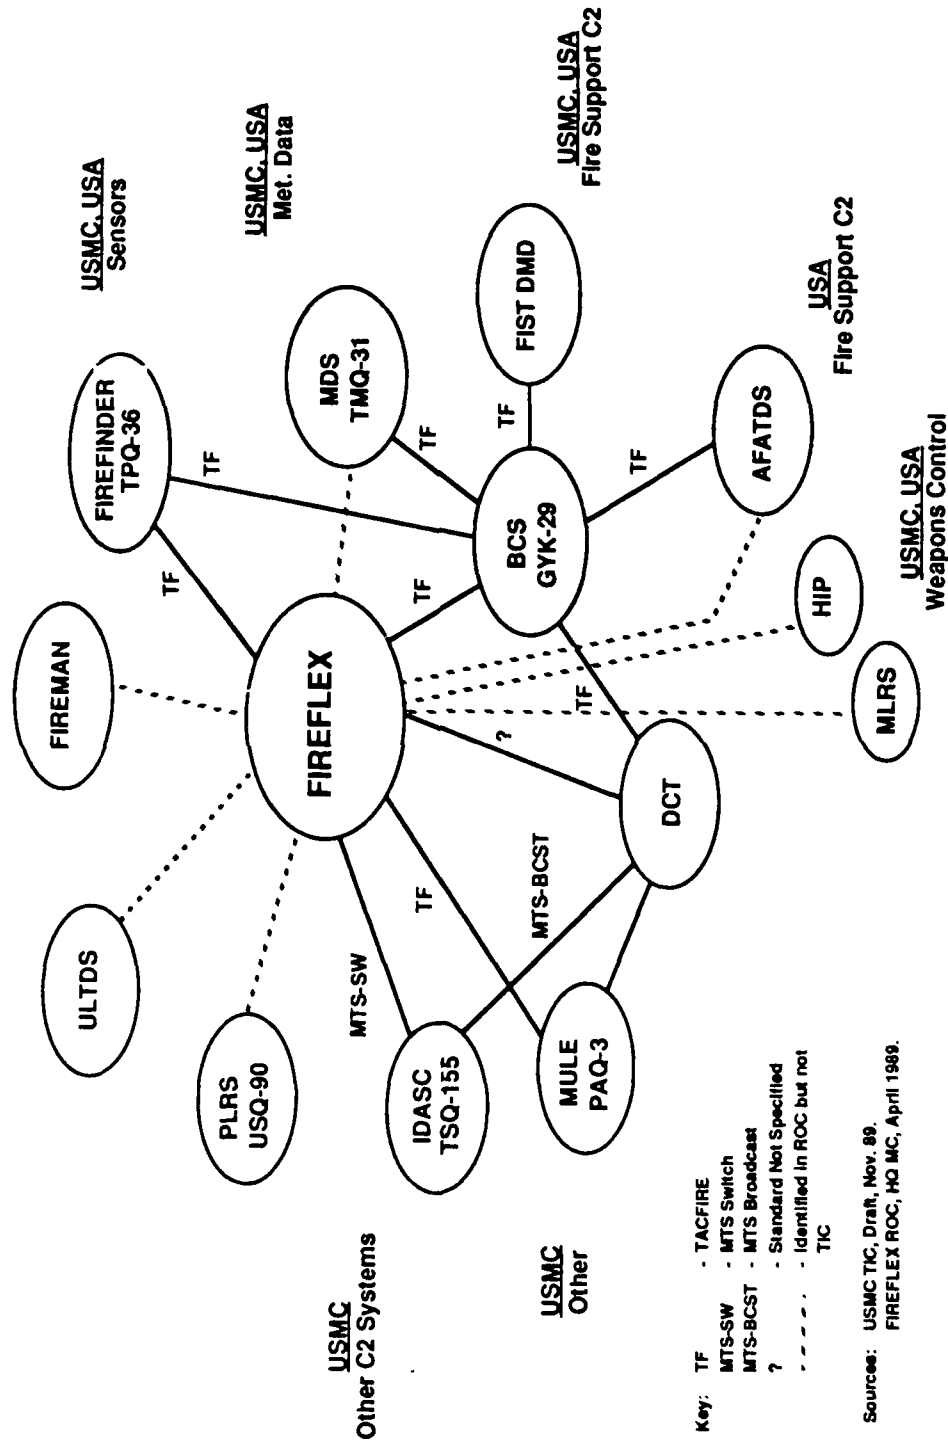 ULTDS
FIREMAN
FIREFINDER
TPQ-36
USMC, USA
Sensors
PLRS
USQ-90
TF
TF
USMC, USA
Met. Data
FIREFLEX
MDS
TMQ-31
USMC
Other C2 Systems
MTS-SW
IDASC
TSQ-155
TF
TF
TF
BCS
GYK-29
TF
FIST DMD
USMC, USA
Fire Support C2
USMC
Other
MULE
PAQ-3
MTS-BCST
?
TF
TF
DCT
AFATDS
USA
Fire Support C2
HIP
MLRS
USMC, USA
Weapons Control
Key: TF - TACFIRE
MTS-SW - MTS Switch
MTS-BCST - MTS Broadcast
? - Standard Not Specified
- - - - . - Identified in ROC but not
TIC
Sources: USMC TIC, Draft, Nov. 89.
FIREFLEX ROC, HQ MC, April 1989.